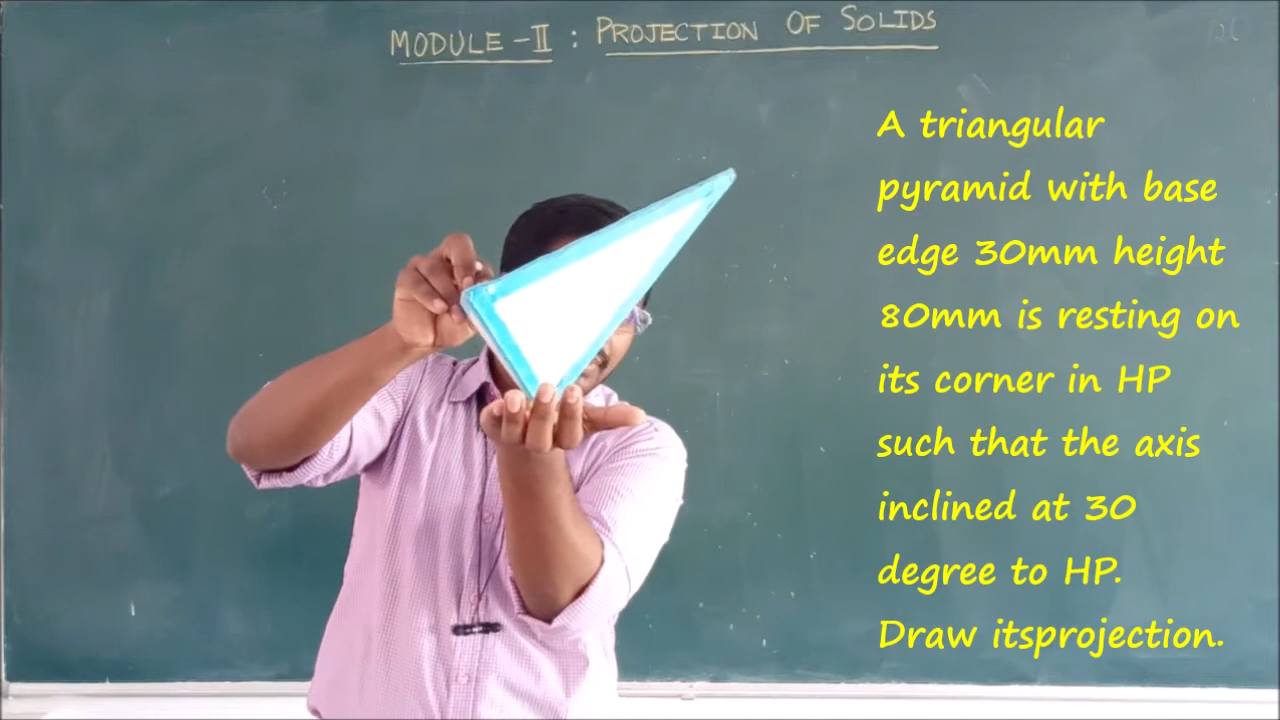 MODULE-II : PROJECTION OF SOLIDS
A triangular
pyramid with base
edge 30mm height
80mm is resting on
its corner in HP
such that the axis
inclined at 30
degree to HP.
Draw itsprojection.